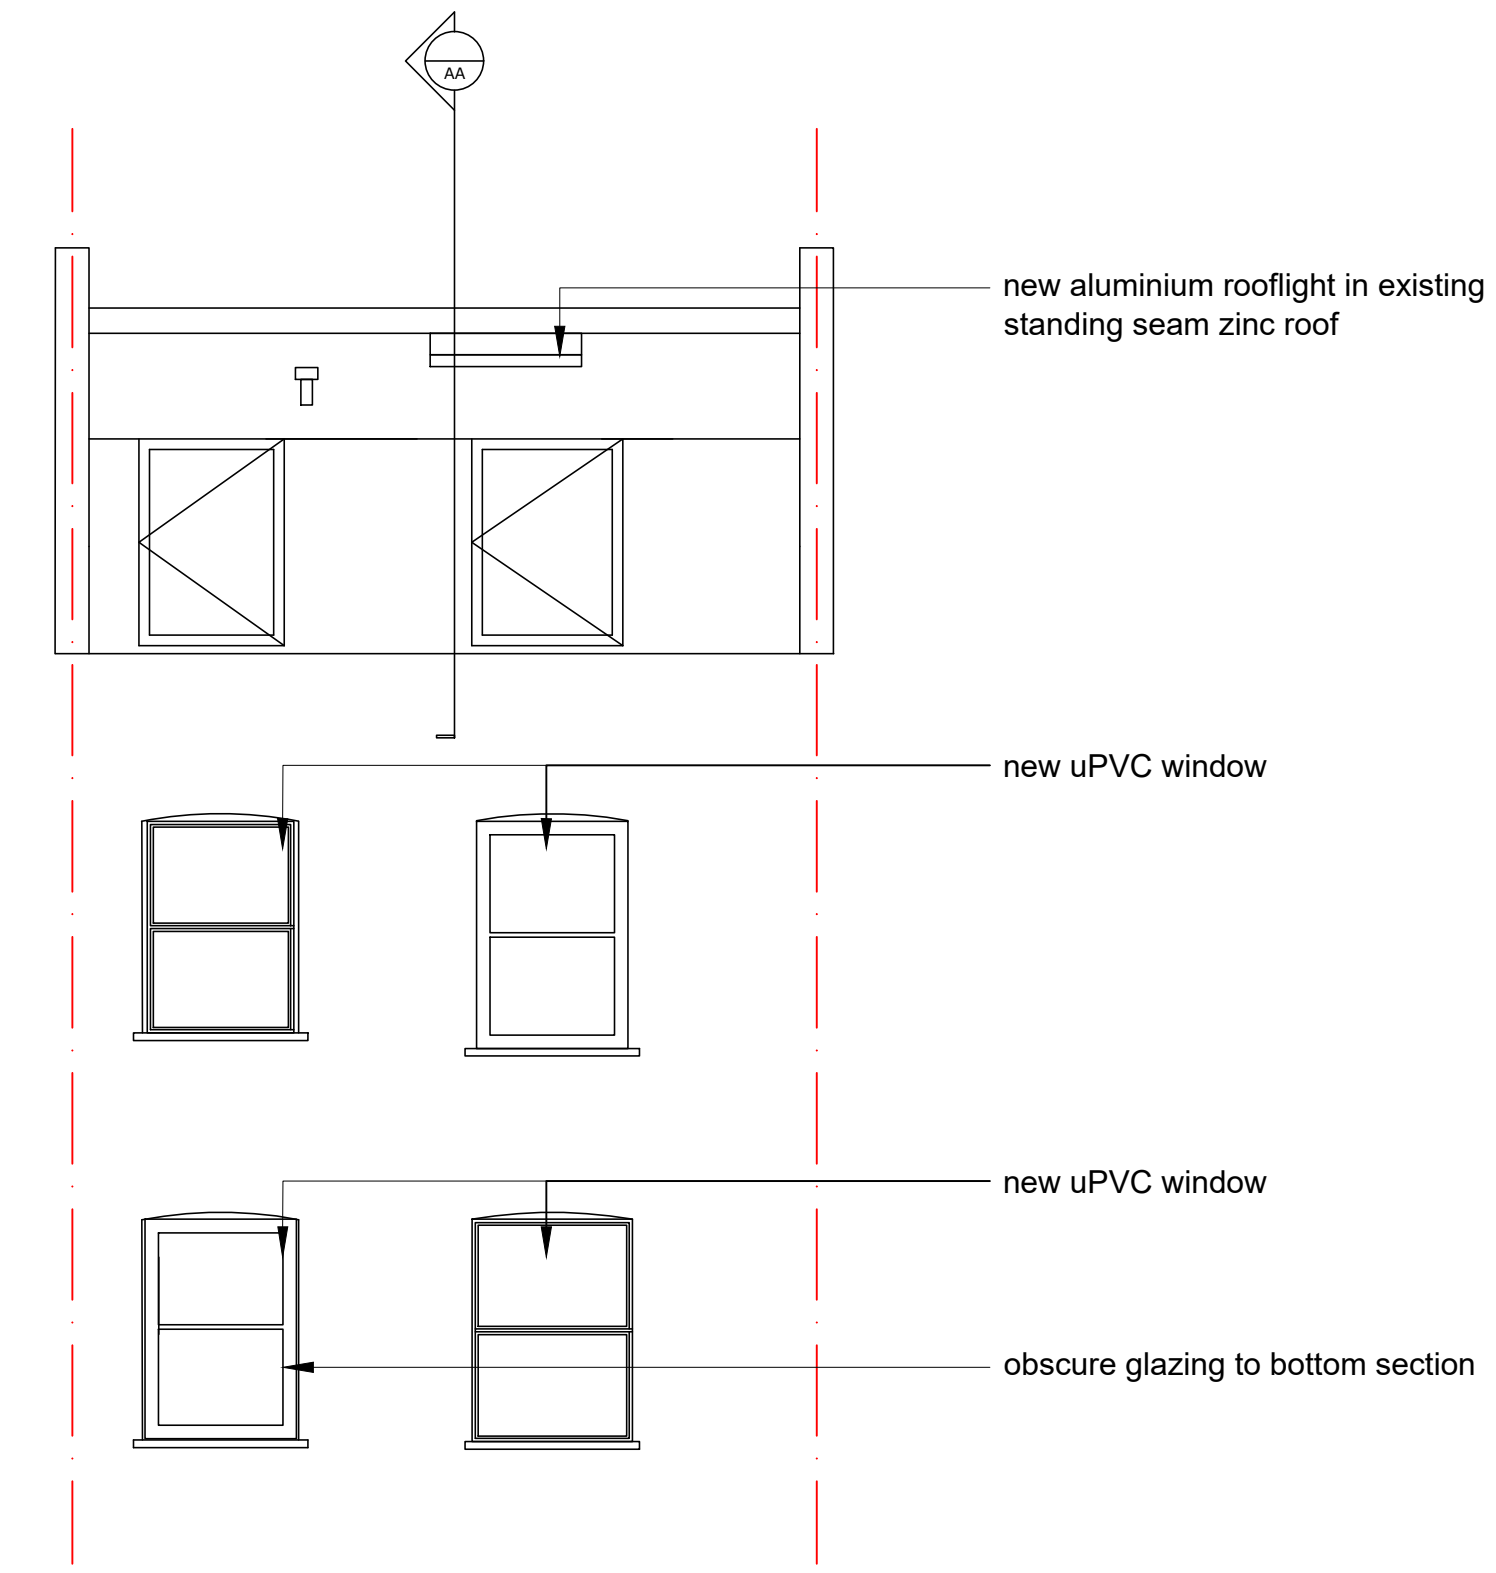 AA
new aluminium rooflight in existing
standing seam zinc roof
new uPVC window
new uPVC window
obscure glazing to bottom section